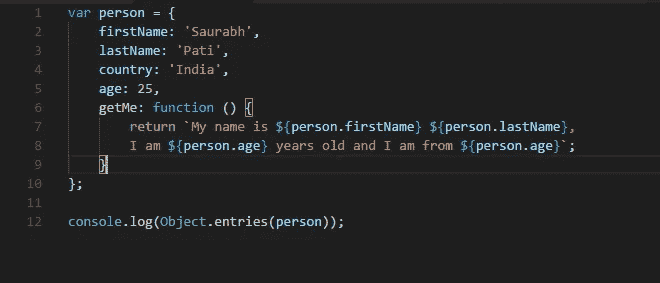 1 var person = {
2 firstName: 'Saurabh',
3 lastName: 'Pati',
4 country: 'India',
5 age: 25,
6 getMe: function () {
7 return `My name is ${person.firstName} ${person.lastName},
8 I am ${person.age} years old and I am from ${person.age}`;
9 }
10 };
11
12 console.log(Object.entries(person));